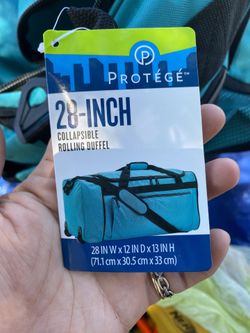 P
PROTÉGÉ™
28-INCH
COLLAPSIBLE
ROLLING DUFFEL
28 IN W x 12 IN D x 13 IN H
(71.1 cm x 30.5 cm x 33 cm)